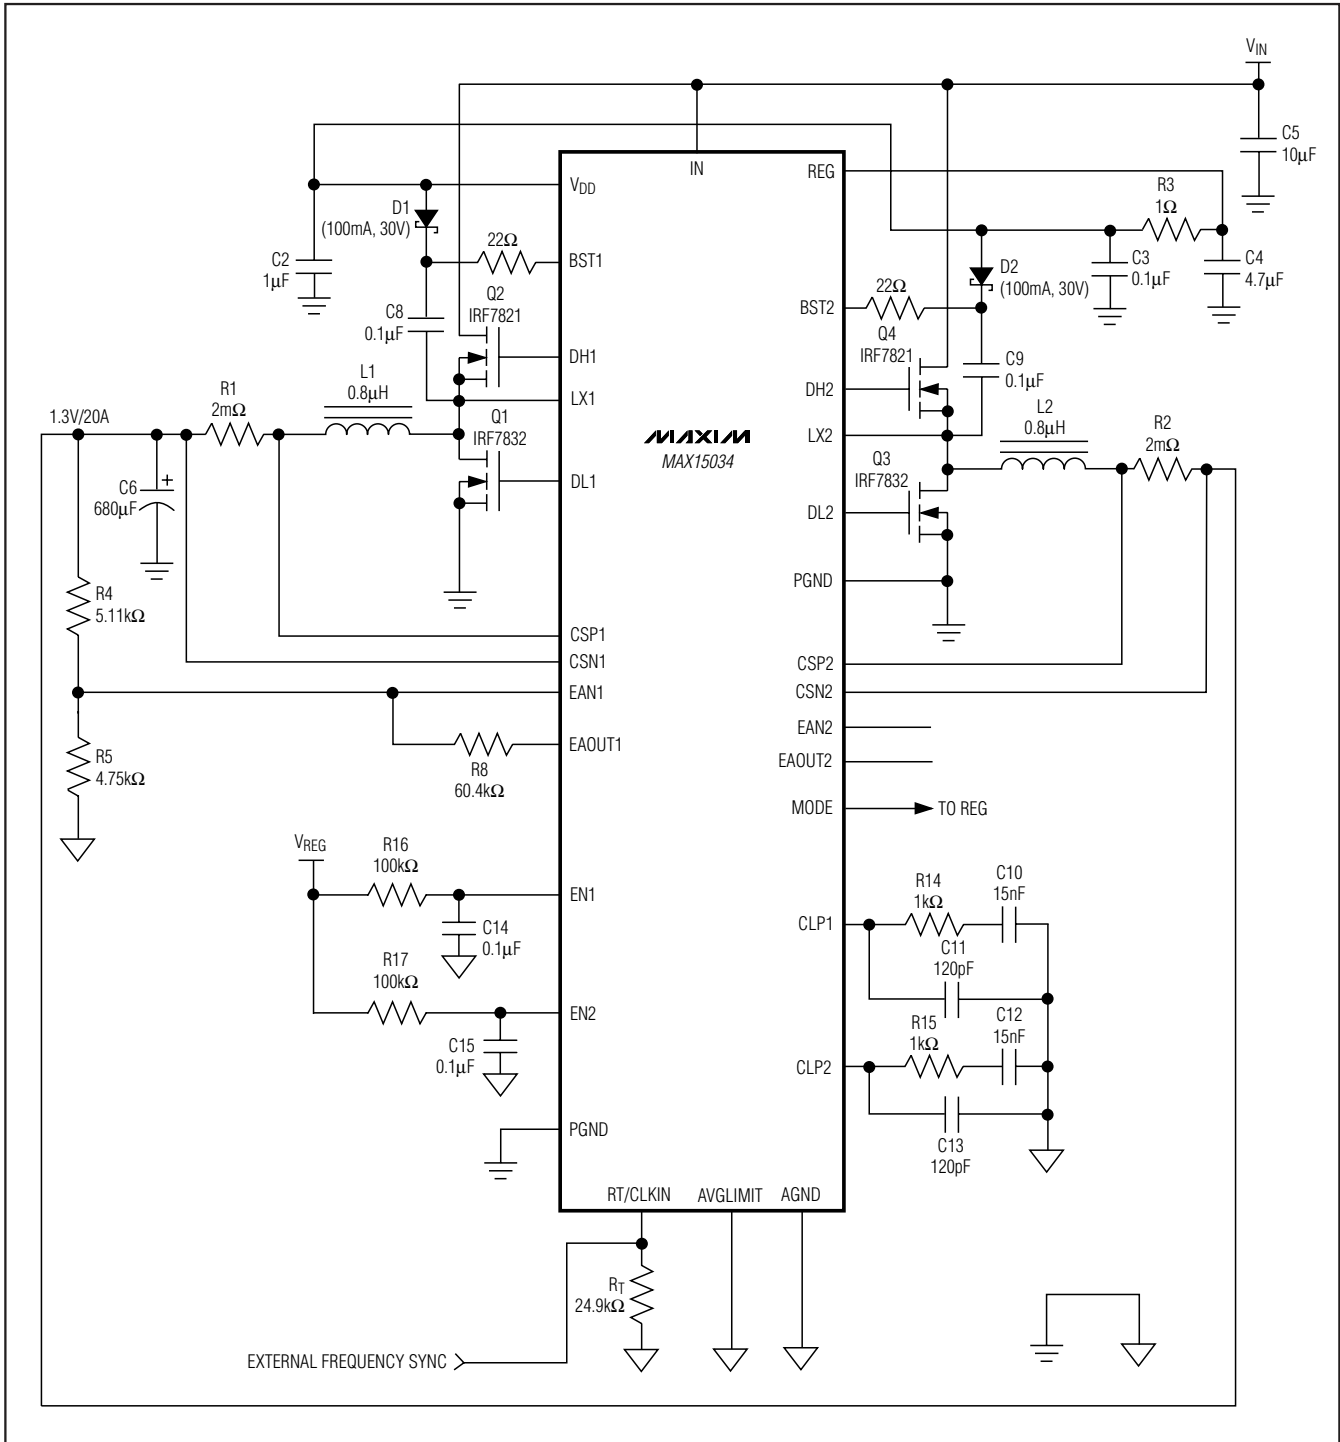 VIN
C5
10µF
IN
REG
VDD
R3
1Ω
D1
(100mA, 30V)
22Ω
BST1
C2
1µF
C3
0.1µF
C4
4.7µF
D2
(100mA, 30V)
22Ω
BST2
Q2
IRF7821
C8
0.1µF
Q4
IRF7821
DH1
C9
0.1µF
L1
0.8µH
DH2
R1
2mΩ
LX1
1.3V/20A
Q1
IRF7832
MAXIM
MAX15034
LX2
L2
0.8µH
R2
2mΩ
Q3
IRF7832
C6
680µF
+
DL1
DL2
PGND
R4
5.11kΩ
CSP1
CSN1
CSP2
EAN1
CSN2
EAN2
EAOUT1
R5
4.75kΩ
R8
60.4kΩ
EAOUT2
MODE
TO REG
VREG
R16
100kΩ
EN1
C14
0.1µF
R14
1kΩ
C10
15nF
CLP1
C11
120pF
R17
100kΩ
EN2
C15
0.1µF
R15
1kΩ
C12
15nF
CLP2
C13
120pF
PGND
RT/CLKIN
AVGLIMIT
AGND
RT
24.9kΩ
EXTERNAL FREQUENCY SYNC